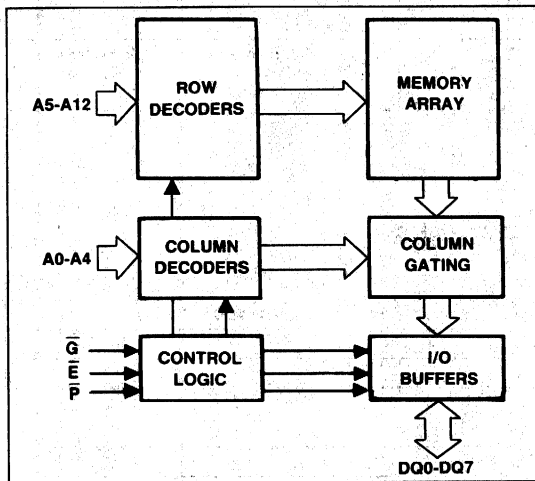 A5-A12
ROW
DECODERS
MEMORY
ARRAY
A0-A4
COLUMN
DECODERS
COLUMN
GATING
G̅
E̅
P̅
CONTROL
LOGIC
I/O
BUFFERS
DQ0-DQ7